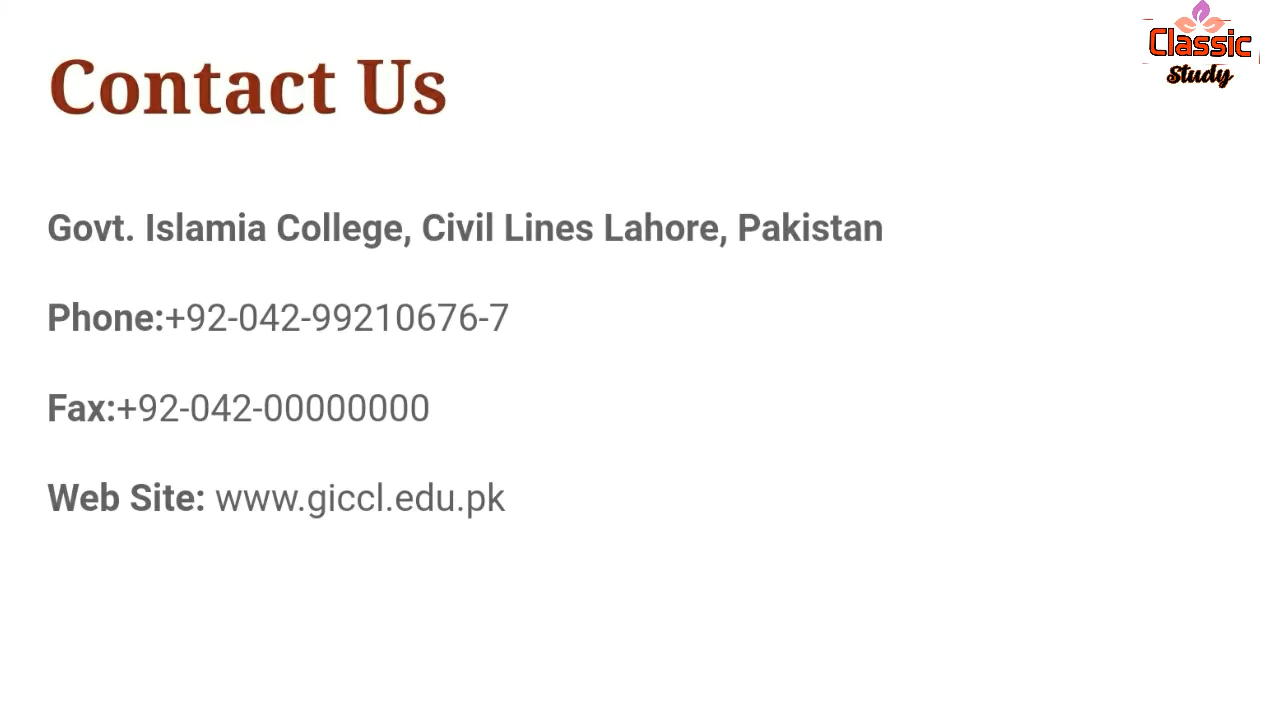 Classic
Study
Contact Us
Govt. Islamia College, Civil Lines Lahore, Pakistan
Phone:+92-042-99210676-7
Fax:+92-042-00000000
Web Site: www.giccl.edu.pk